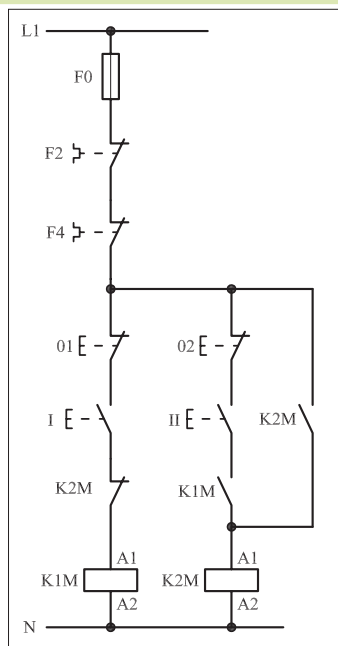 L1
F0
F2
F4
01 02
I II K2M
K2M K1M
A1 A1
K1M K2M
A2 A2
N